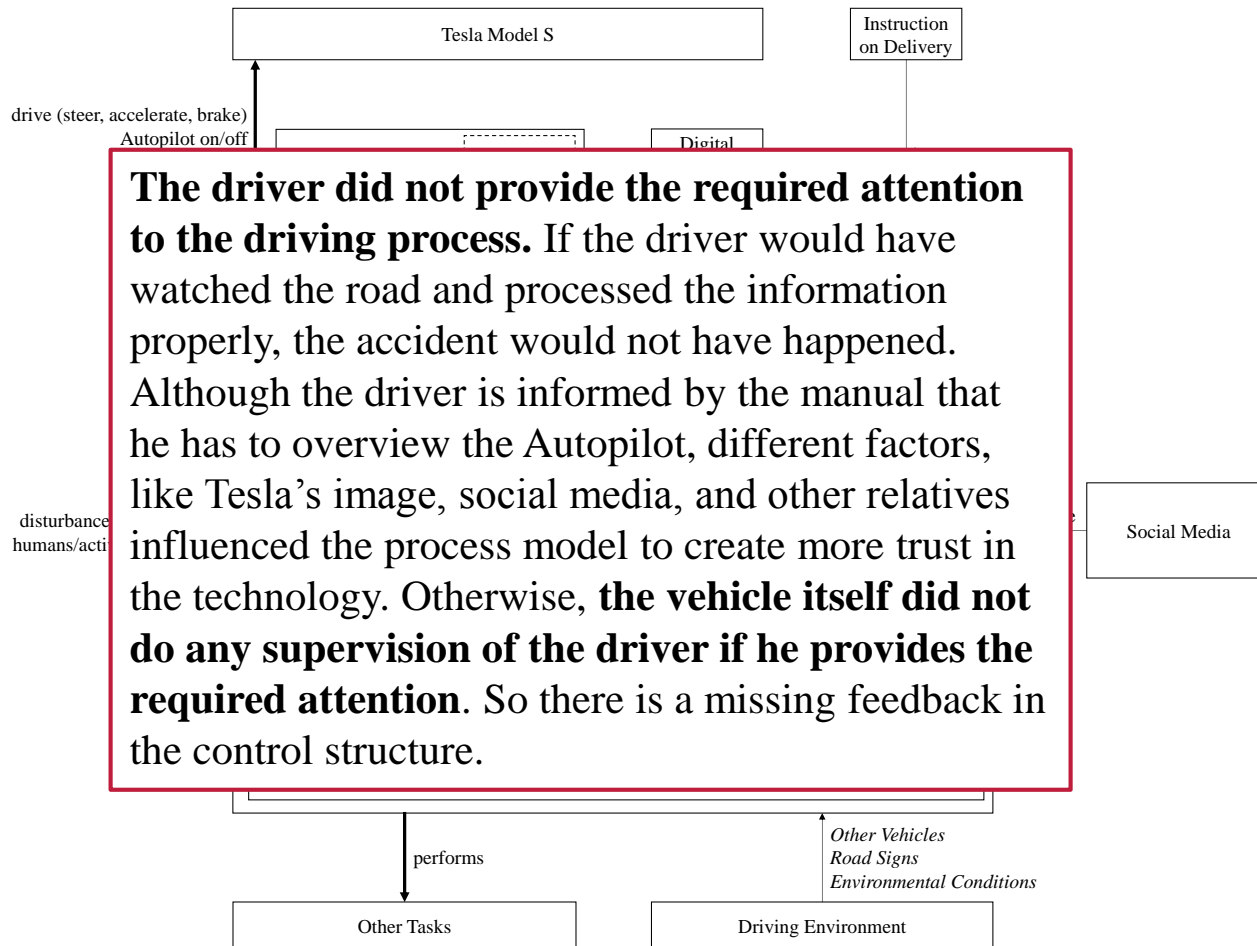 Tesla Model S
Instruction
on Delivery
drive (steer, accelerate, brake)
Autopilot on/off
Digital
The driver did not provide the required attention
to the driving process. If the driver would have
watched the road and processed the information
properly, the accident would not have happened.
Although the driver is informed by the manual that
he has to overview the Autopilot, different factors,
like Tesla's image, social media, and other relatives
influenced the process model to create more trust in
the technology. Otherwise, the vehicle itself did not
do any supervision of the driver if he provides the
required attention. So there is a missing feedback in
the control structure.
disturbance
humans/acti
Social Media
performs
Other Vehicles
Road Signs
Environmental Conditions
Other Tasks
Driving Environment